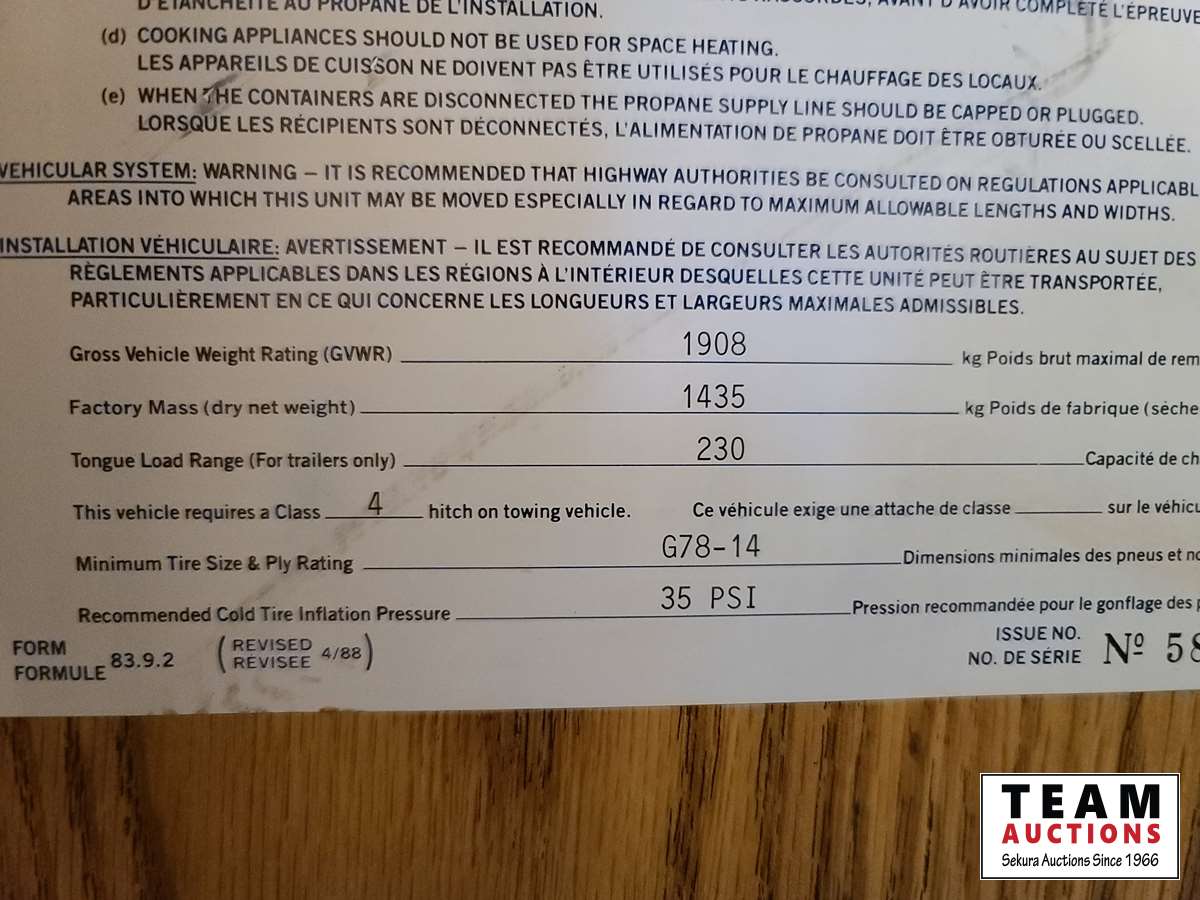 D'ÉTANCHÉITÉ AU PROPANE DE L'INSTALLATION. AVANT D'AVOIR COMPLÉTÉ L'ÉPREUVE
(d) COOKING APPLIANCES SHOULD NOT BE USED FOR SPACE HEATING.
LES APPAREILS DE CUISSON NE DOIVENT PAS ÊTRE UTILISÉS POUR LE CHAUFFAGE DES LOCAUX.
(e) WHEN THE CONTAINERS ARE DISCONNECTED THE PROPANE SUPPLY LINE SHOULD BE CAPPED OR PLUGGED.
LORSQUE LES RÉCIPIENTS SONT DÉCONNECTÉS, L'ALIMENTATION DE PROPANE DOIT ÊTRE OBTURÉE OU SCELLÉE.
VEHICULAR SYSTEM: WARNING – IT IS RECOMMENDED THAT HIGHWAY AUTHORITIES BE CONSULTED ON REGULATIONS APPLICABL
AREAS INTO WHICH THIS UNIT MAY BE MOVED ESPECIALLY IN REGARD TO MAXIMUM ALLOWABLE LENGTHS AND WIDTHS.
INSTALLATION VÉHICULAIRE: AVERTISSEMENT – IL EST RECOMMANDÉ DE CONSULTER LES AUTORITÉS ROUTIÈRES AU SUJET DES
RÈGLEMENTS APPLICABLES DANS LES RÉGIONS À L'INTÉRIEUR DESQUELLES CETTE UNITÉ PEUT ÊTRE TRANSPORTÉE,
PARTICULIÈREMENT EN CE QUI CONCERNE LES LONGUEURS ET LARGEURS MAXIMALES ADMISSIBLES.
Gross Vehicle Weight Rating (GVWR) 1908 kg Poids brut maximal de rem
Factory Mass (dry net weight) 1435 kg Poids de fabrique (sèche
Tongue Load Range (For trailers only) 230 Capacité de ch
This vehicle requires a Class 4 hitch on towing vehicle. Ce véhicule exige une attache de classe sur le véhicu
Minimum Tire Size & Ply Rating G78-14 Dimensions minimales des pneus et no
Recommended Cold Tire Inflation Pressure 35 PSI Pression recommandée pour le gonflage des p
FORM
FORMULE 83.9.2 (REVISED
REVISEE 4/88)
ISSUE NO.
NO. DE SÉRIE Nº 58
TEAM
AUCTIONS
Sekura Auctions Since 1966